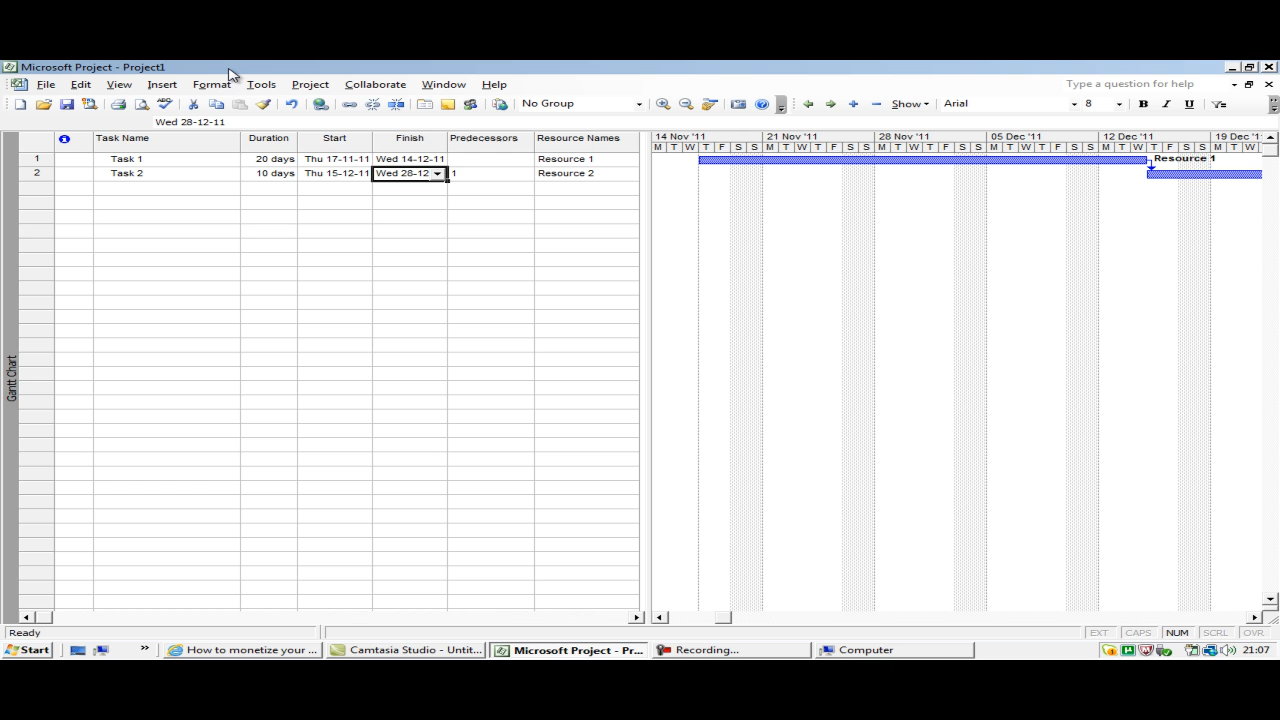 Microsoft Project - Project1
File Edit View Insert Format Tools Project Collaborate Window Help Type a question for help
No Group Show Arial 8 B I U
Wed 28-12-11
Task Name Duration Start Finish Predecessors Resource Names
14 Nov '11 21 Nov '11 28 Nov '11 05 Dec '11 12 Dec '11 19 Dec '1
M T W T F S S M T W T F S S M T W T F S S M T W T F S S M T W T F S S M T W
1 Task 1 20 days Thu 17-11-11 Wed 14-12-11 Resource 1
Resource 1
2 Task 2 10 days Thu 15-12-11 Wed 28-12 1 Resource 2
Gantt Chart
Ready EXT CAPS NUM SCRL OVR
Start How to monetize your ... Camtasia Studio - Untit... Microsoft Project - Pr... Recording... Computer 21:07